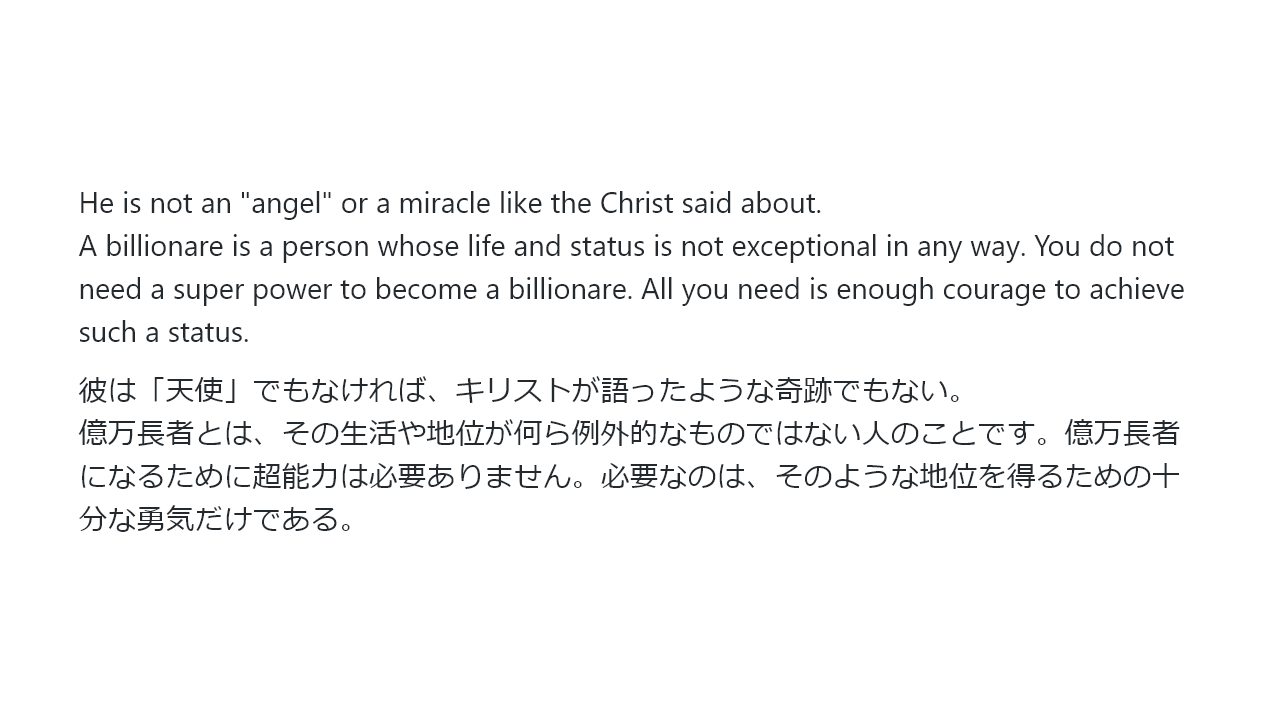 He is not an "angel" or a miracle like the Christ said about.
A billionare is a person whose life and status is not exceptional in any way. You do not
need a super power to become a billionare. All you need is enough courage to achieve
such a status.
彼は「天使」でもなければ、キリストが語ったような奇跡でもない。
億万長者とは、その生活や地位が何ら例外的なものではない人のことです。億万長者
になるために超能力は必要ありません。必要なのは、そのような地位を得るための十
分な勇気だけである。